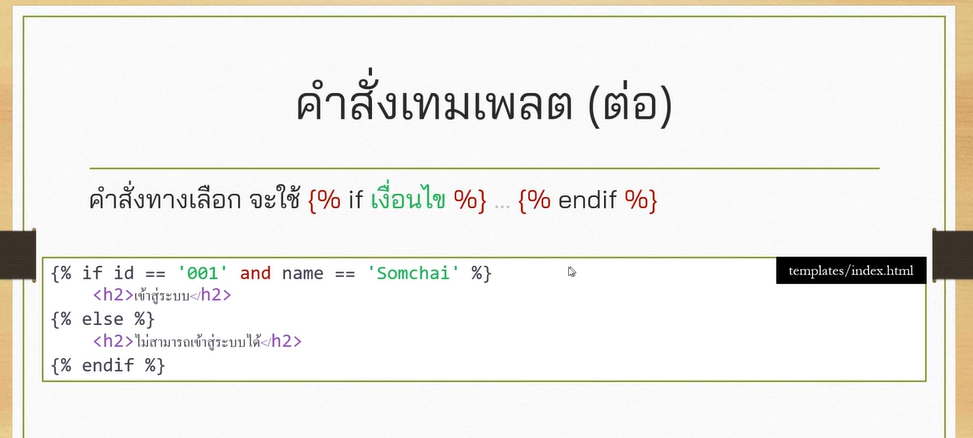 คำสั่งเทมเพลต (ต่อ)
คำสั่งทางเลือก จะใช้ {% if เงื่อนไข %} ... {% endif %}
templates/index.html
{% if id == '001' and name == 'Somchai' %}
<h2>เข้าสู่ระบบ</h2>
{% else %}
<h2>ไม่สามารถเข้าสู่ระบบได้</h2>
{% endif %}